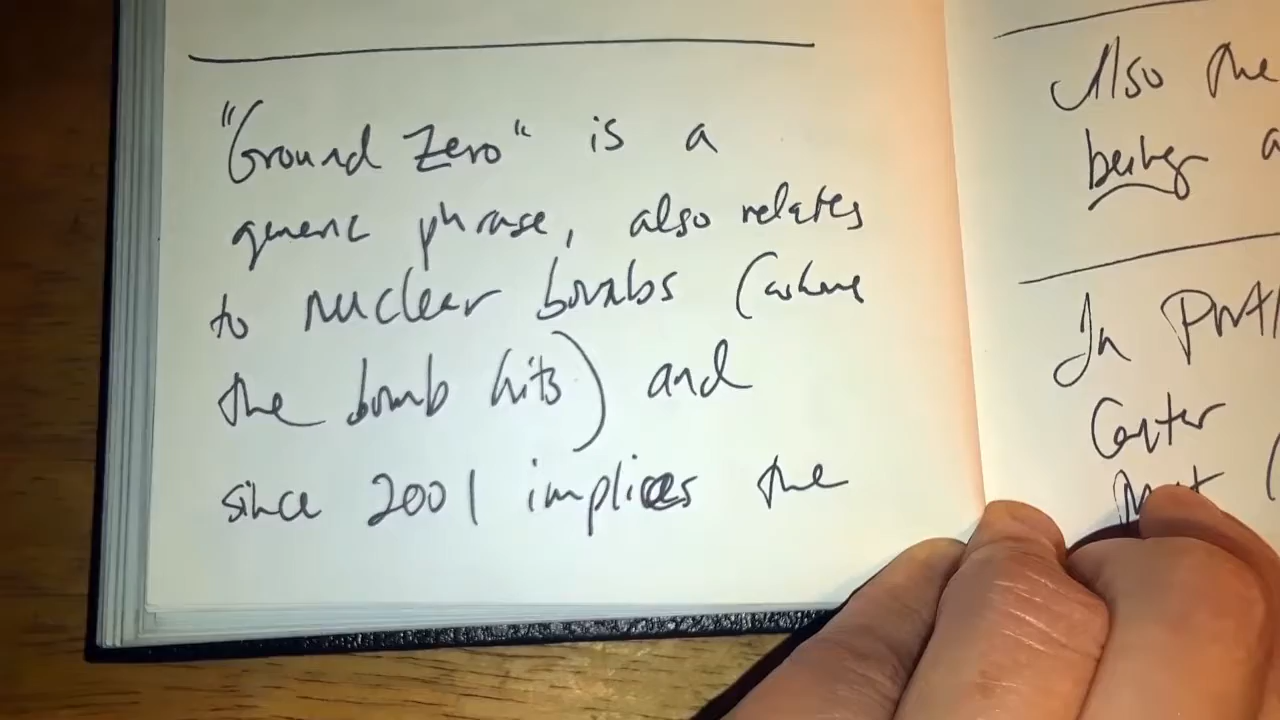 "Ground Zero" is a
generic phrase, also relates
to nuclear bombs (where
the bomb hits) and
since 2001 implies the
Also the
being a
In
Center